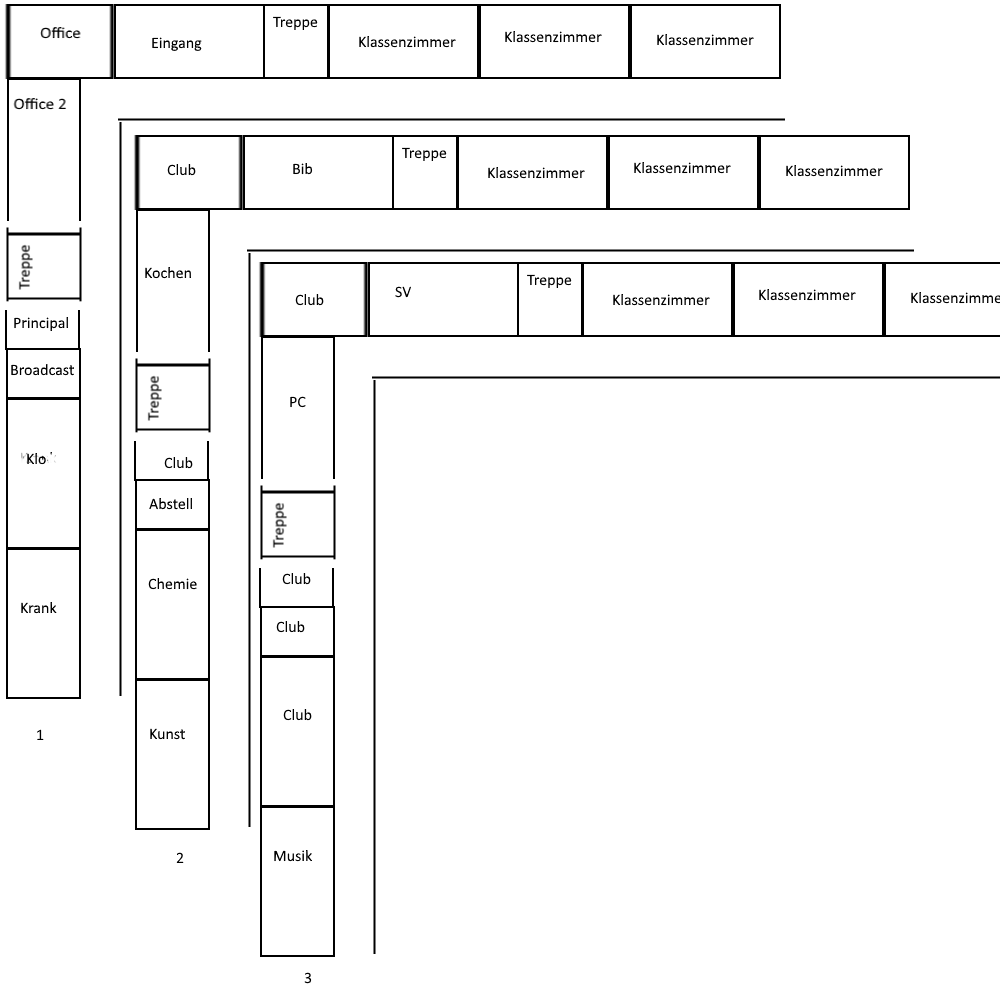 Office
Eingang
Treppe
Klassenzimmer
Klassenzimmer
Klassenzimmer
Office 2
Treppe
Principal
Broadcast
Klo
Krank
1
Club
Bib
Treppe
Klassenzimmer
Klassenzimmer
Klassenzimmer
Kochen
Treppe
Club
Abstell
Chemie
Kunst
2
Club
SV
Treppe
Klassenzimmer
Klassenzimmer
Klassenzimme
PC
Treppe
Club
Club
Club
Musik
3